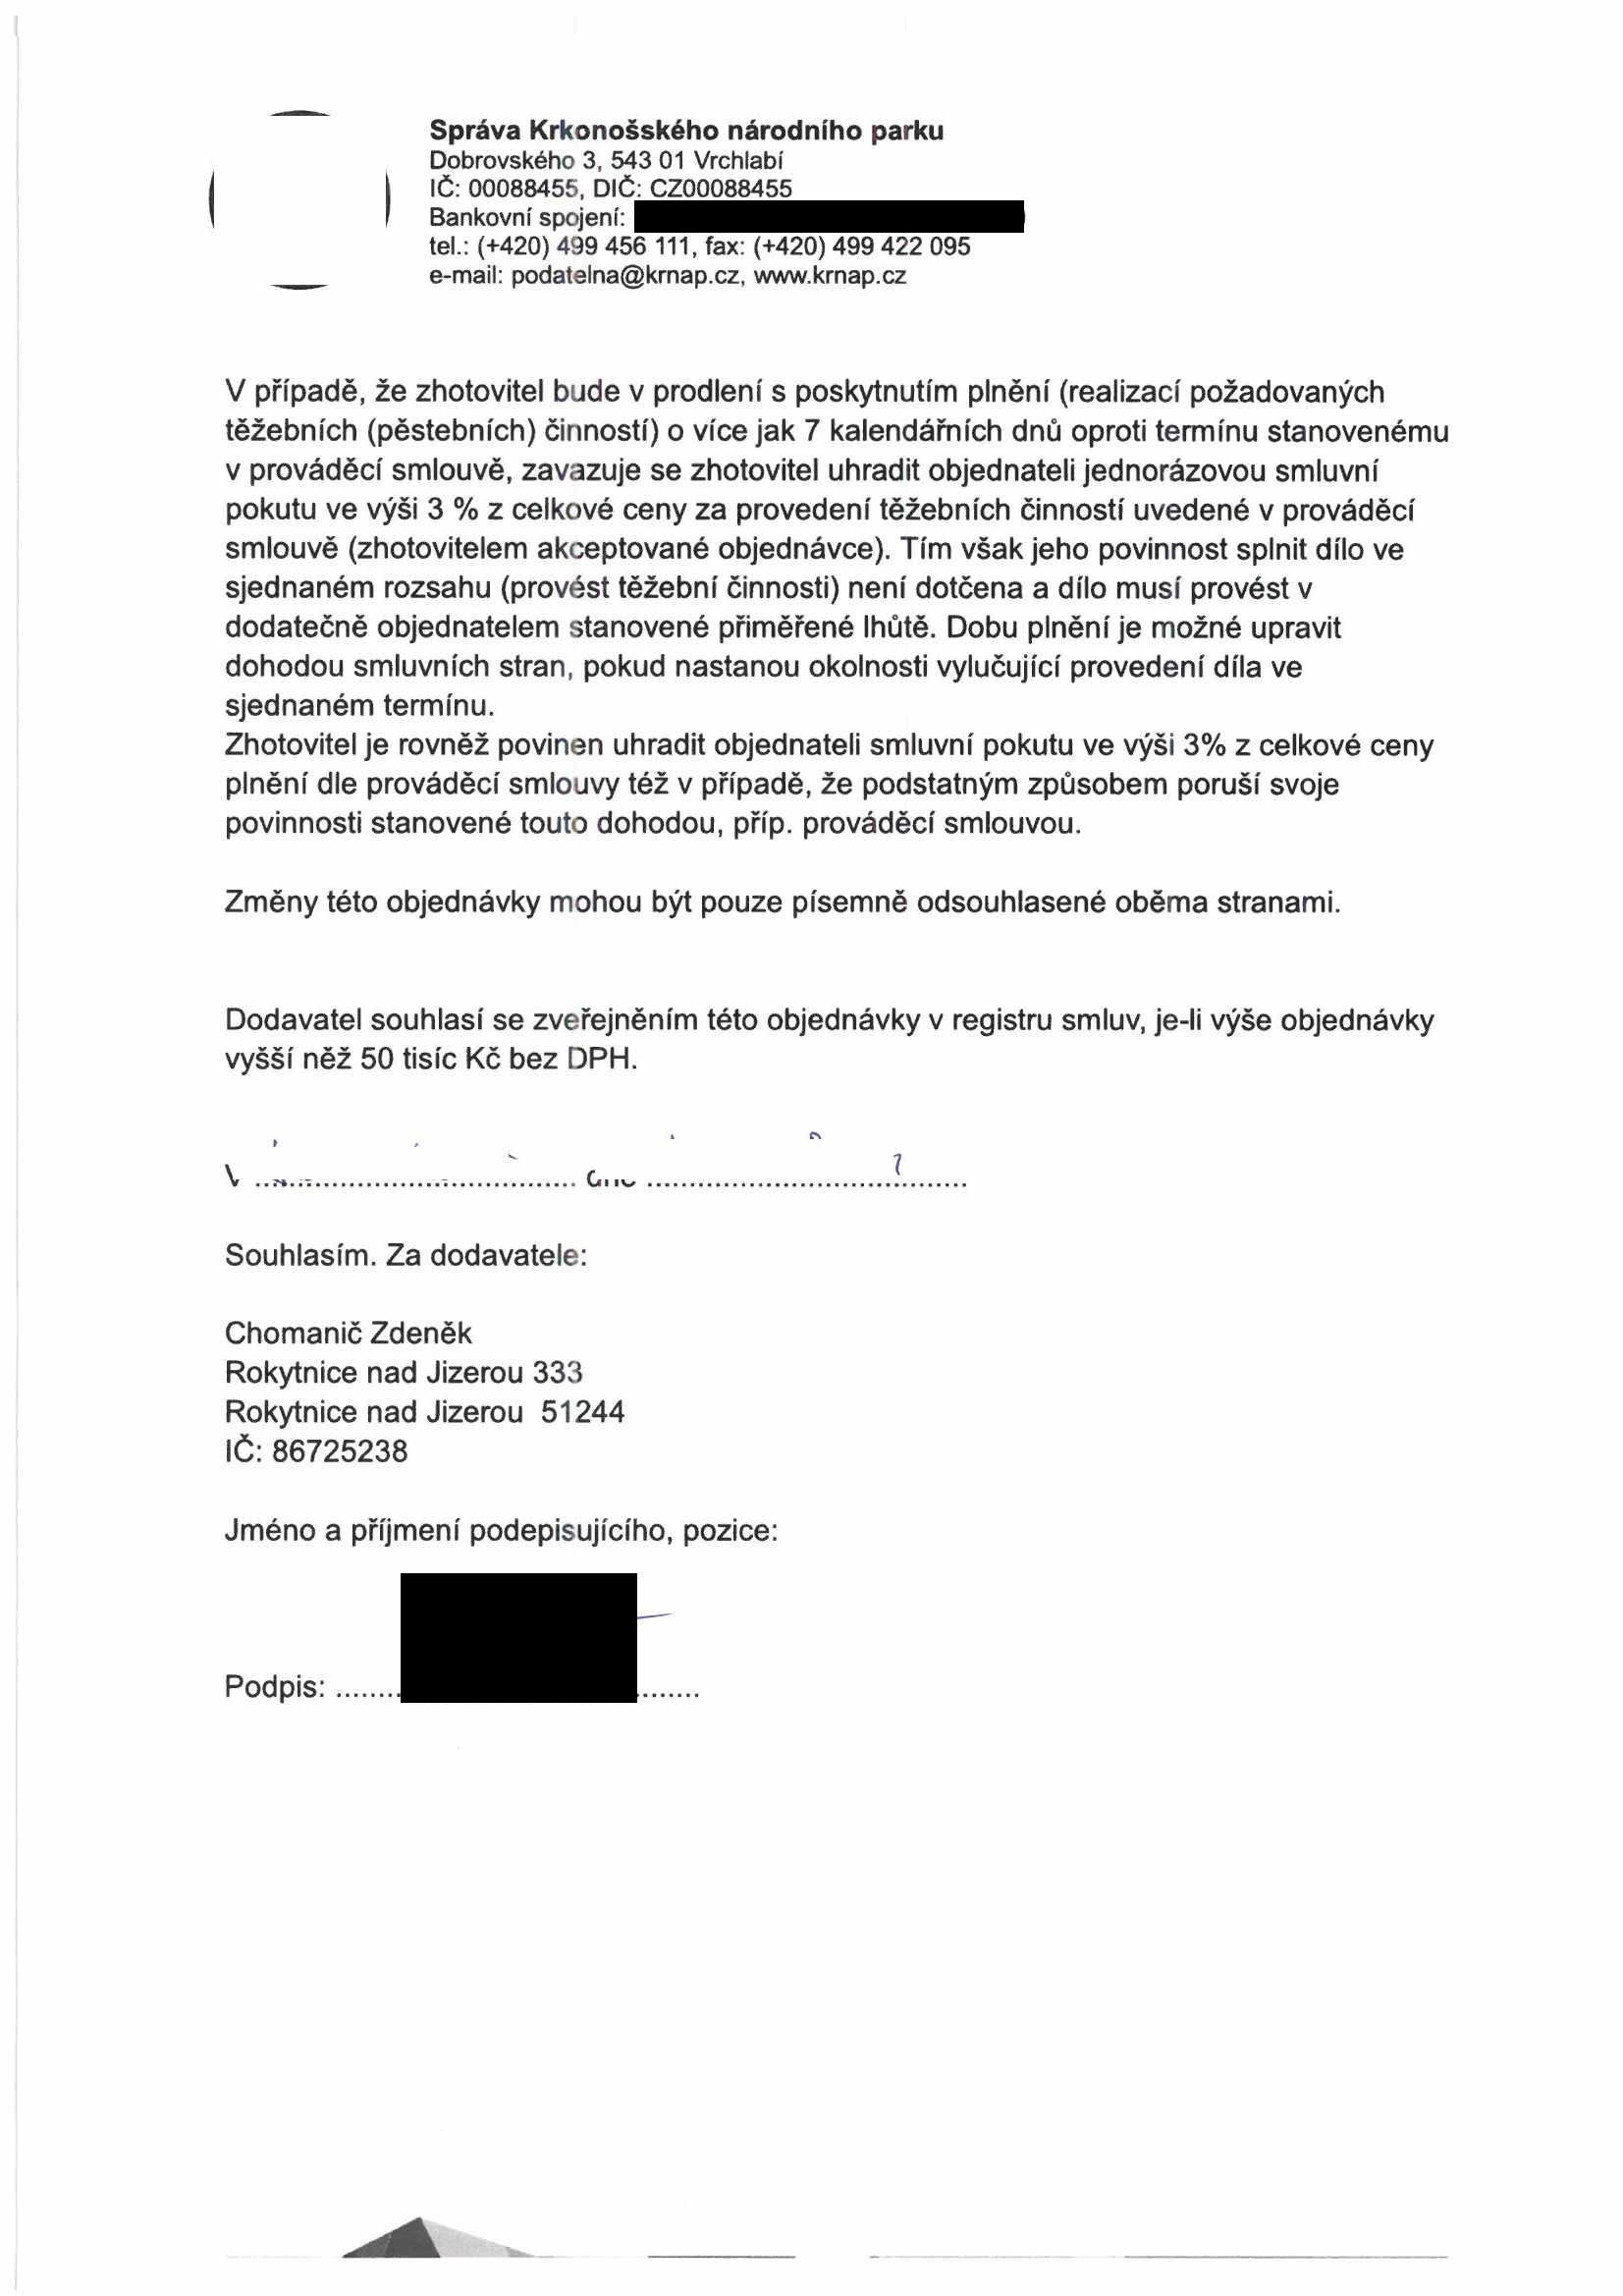 Správa Krkonošského národního parku
Dobrovského 3, 543 01 Vrchlabí
IČ: 00088455, DIČ: CZ00088455
Bankovní spojení:
tel.: (+420) 499 456 111, fax: (+420) 499 422 095
e-mail: podatelna@krnap.cz, www.krnap.cz
V případě, že zhotovitel bude v prodlení s poskytnutím plnění (realizací požadovaných
těžebních (pěstebních) činností) o více jak 7 kalendářních dnů oproti termínu stanovenému
v prováděcí smlouvě, zavazuje se zhotovitel uhradit objednateli jednorázovou smluvní
pokutu ve výši 3 % z celkové ceny za provedení těžebních činností uvedené v prováděcí
smlouvě (zhotovitelem akceptované objednávce). Tím však jeho povinnost splnit dílo ve
sjednaném rozsahu (provést těžební činnosti) není dotčena a dílo musí provést v
dodatečně objednatelem stanovené přiměřené lhůtě. Dobu plnění je možné upravit
dohodou smluvních stran, pokud nastanou okolnosti vylučující provedení díla ve
sjednaném termínu.
Zhotovitel je rovněž povinen uhradit objednateli smluvní pokutu ve výši 3% z celkové ceny
plnění dle prováděcí smlouvy též v případě, že podstatným způsobem poruší svoje
povinnosti stanovené touto dohodou, příp. prováděcí smlouvou.
Změny této objednávky mohou být pouze písemně odsouhlasené oběma stranami.
Dodavatel souhlasí se zveřejněním této objednávky v registru smluv, je-li výše objednávky
vyšší něž 50 tisíc Kč bez DPH.
Souhlasím. Za dodavatele:
Chomanič Zdeněk
Rokytnice nad Jizerou 333
Rokytnice nad Jizerou 51244
IČ: 86725238
Jméno a příjmení podepisujícího, pozice:
Podpis: ........ ........